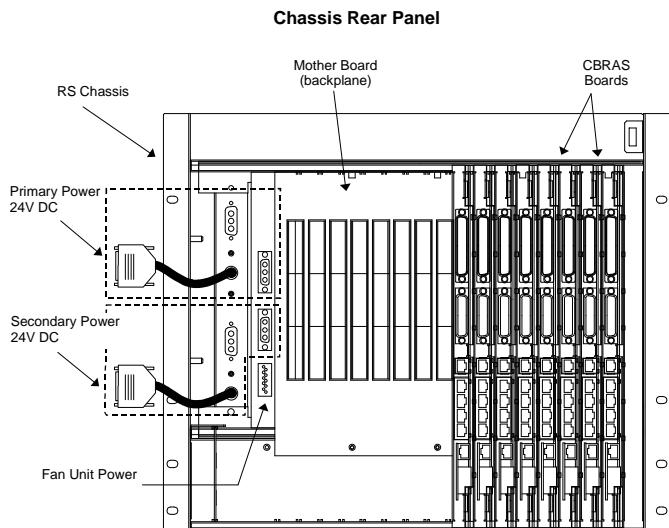 Chassis Rear Panel
Mother Board
(backplane)
CBRAS
Boards
RS Chassis
Primary Power
24V DC
Secondary Power
24V DC
Fan Unit Power